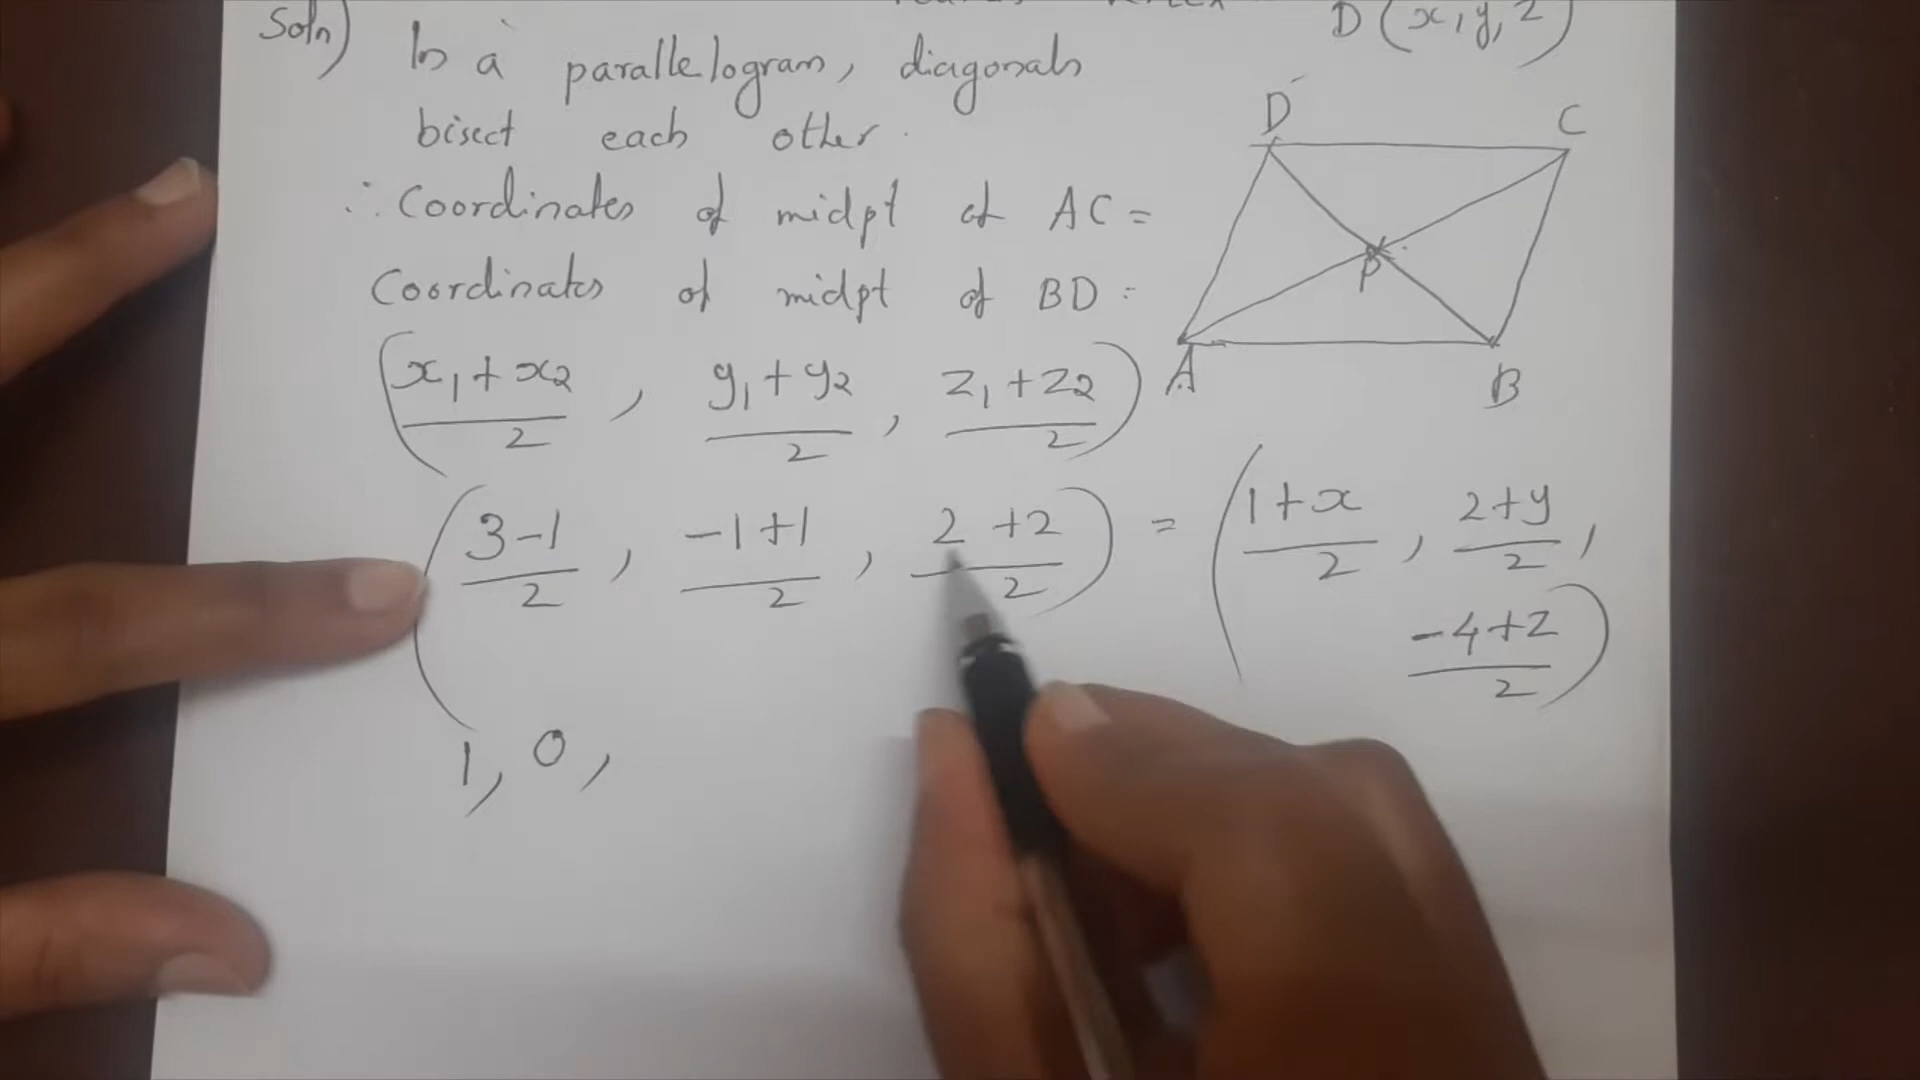 Soln)
D(x, y, z)
In a parallelogram, diagonals
bisect each other.
∴ Coordinates of midpt of AC =
Coordinates of midpt of BD =
(x₁+x₂/2, y₁+y₂/2, z₁+z₂/2)
(3-1/2, -1+1/2, 2+2/2) = (1+x/2, 2+y/2,
-4+z/2)
(1, 0,
D C
P
A B